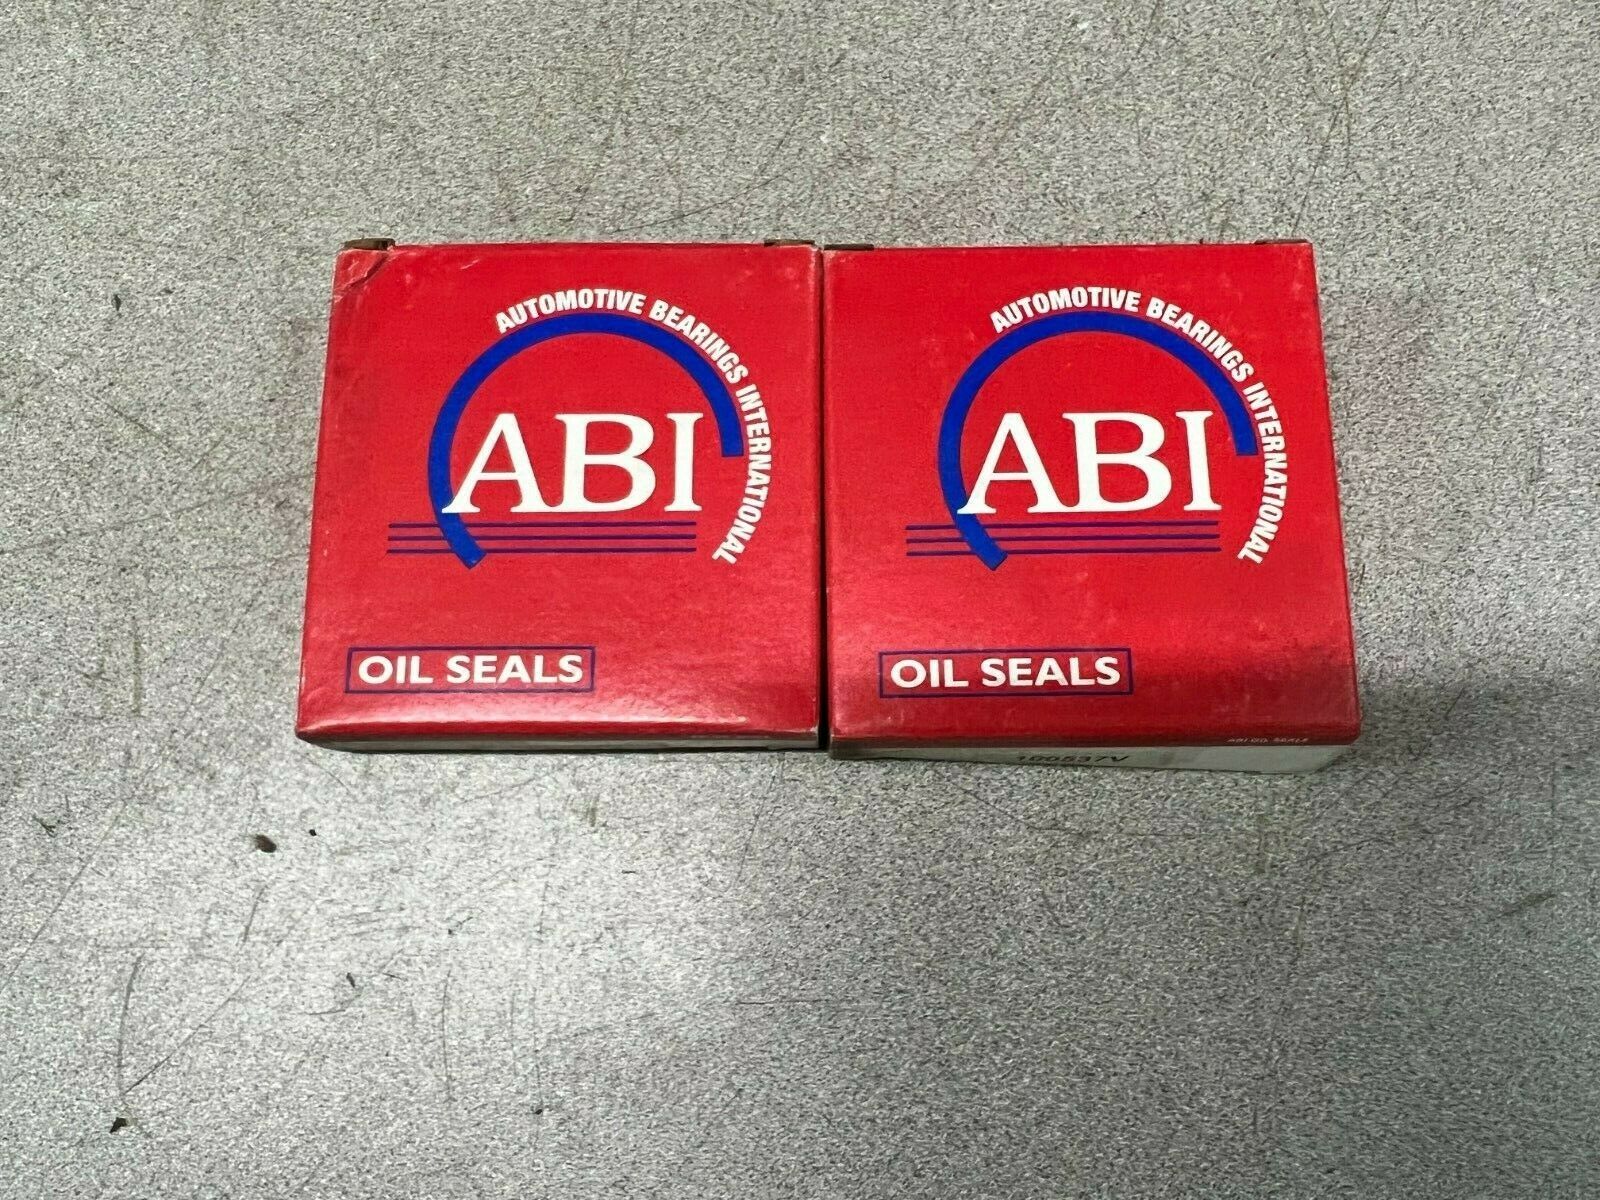 AUTOMOTIVE BEARINGS INTERNATIONAL
ABI
OIL SEALS
AUTOMOTIVE BEARINGS INTERNATIONAL
ABI
OIL SEALS
ABI OIL SEALS